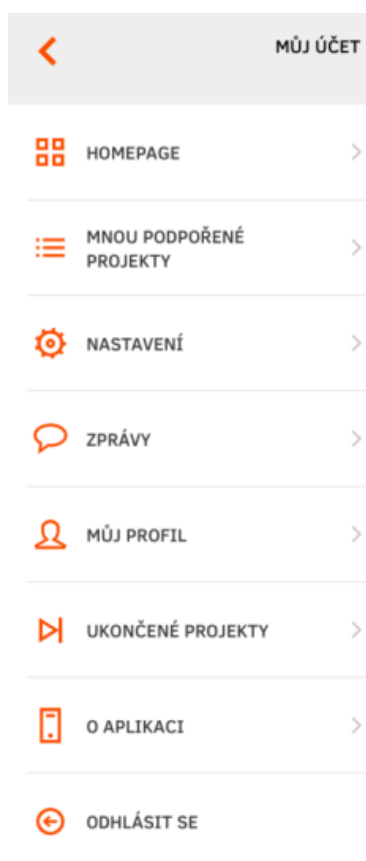 MŮJ ÚČET
HOMEPAGE
MNOU PODPOŘENÉ
PROJEKTY
NASTAVENÍ
ZPRÁVY
MŮJ PROFIL
UKONČENÉ PROJEKTY
O APLIKACI
ODHLÁSIT SE